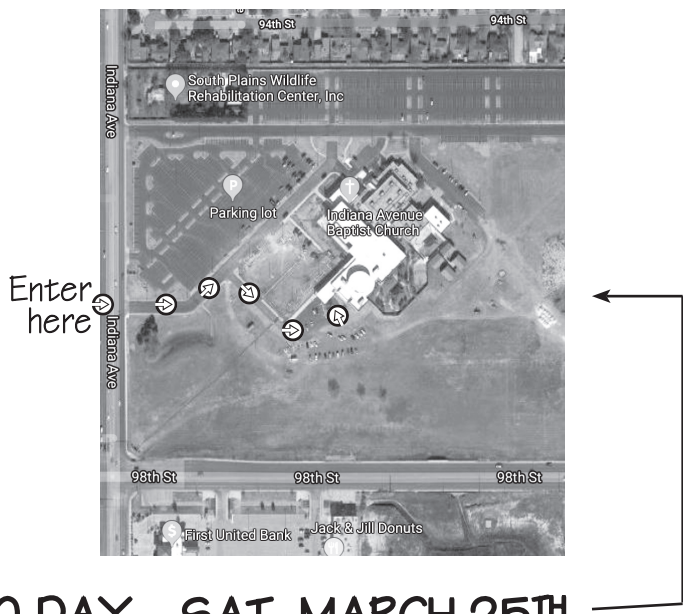 94th St
94th St
Indiana Ave
South Plains Wildlife
Rehabilitation Center, Inc
P
Parking lot
Indiana Avenue
Baptist Church
Enter
here
Indiana Ave
98th St
98th St
98th St
$
First United Bank
Jack & Jill Donuts
DAY SAT. MARCH 25TH